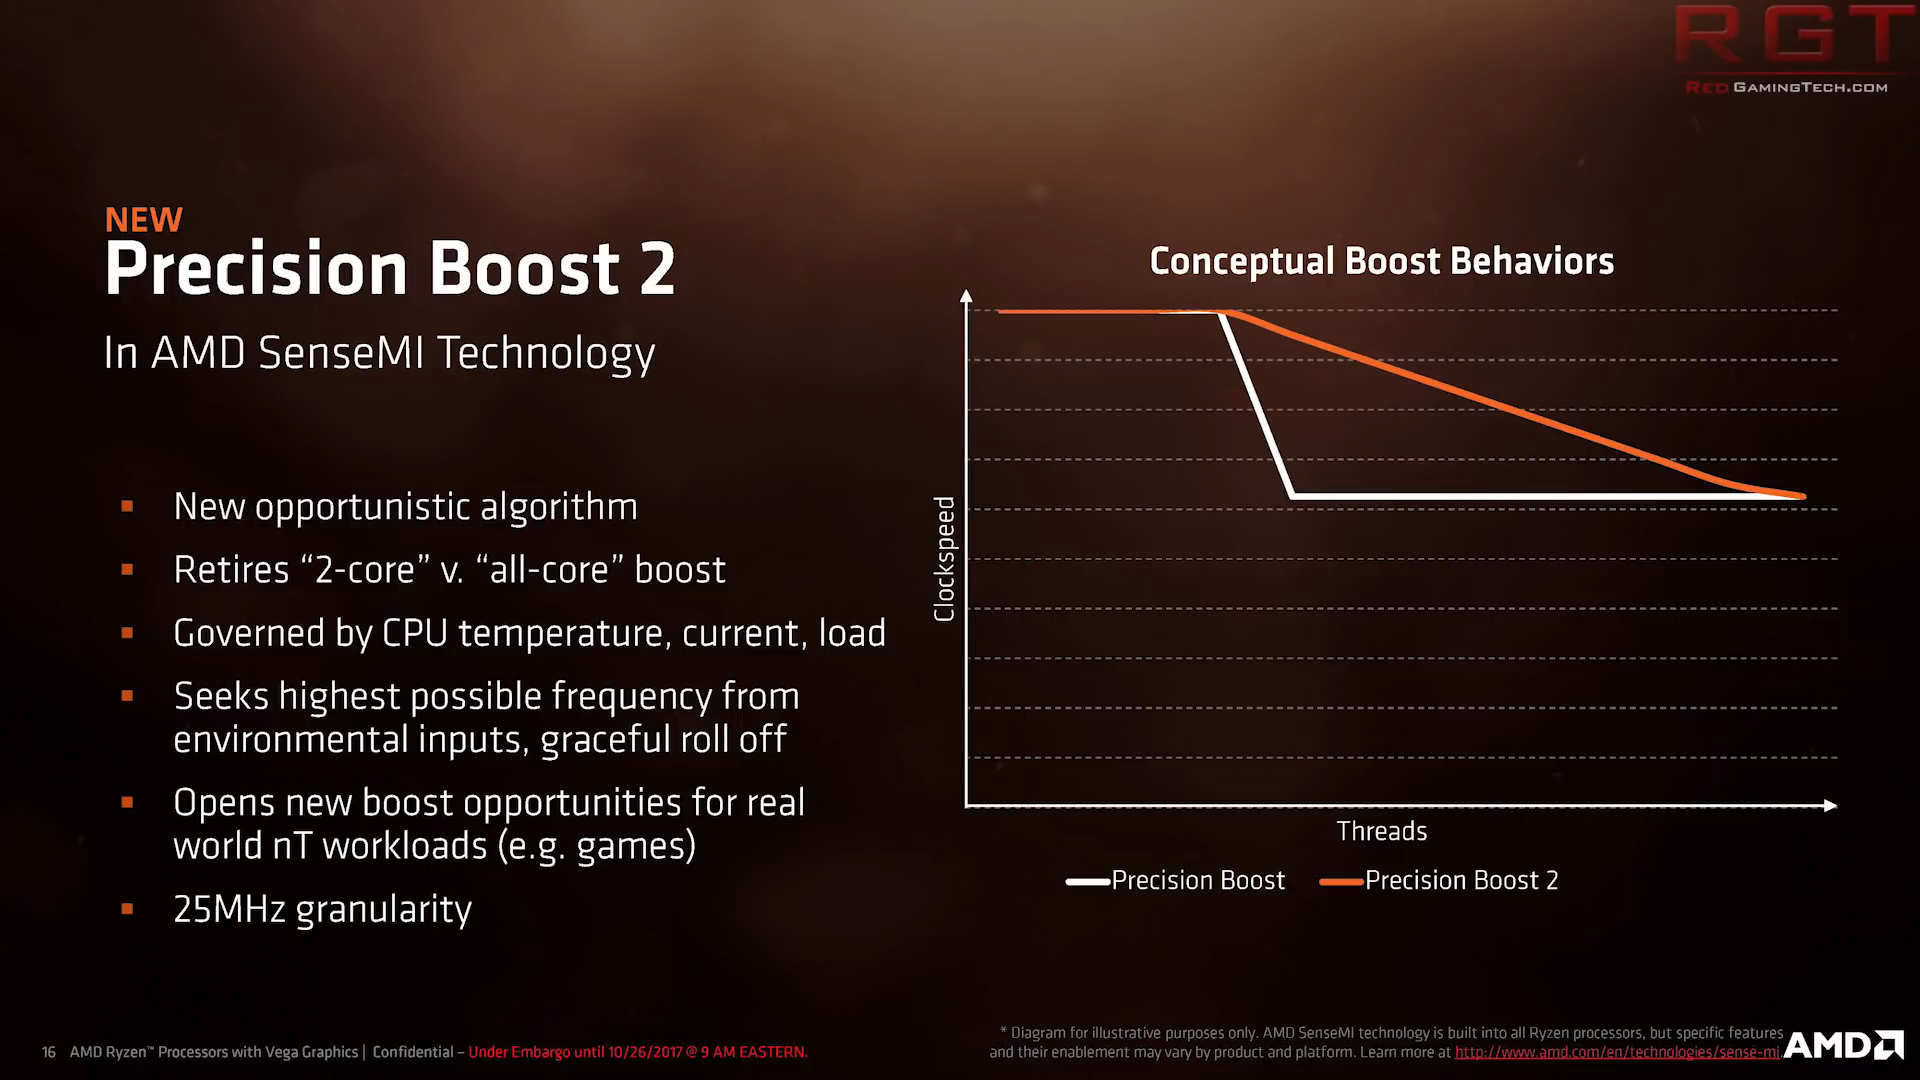 RGT
RedGamingTech.com
NEW
Precision Boost 2
In AMD SenseMI Technology
▪ New opportunistic algorithm
▪ Retires “2-core” v. “all-core” boost
▪ Governed by CPU temperature, current, load
▪ Seeks highest possible frequency from
environmental inputs, graceful roll off
▪ Opens new boost opportunities for real
world nT workloads (e.g. games)
▪ 25MHz granularity
Conceptual Boost Behaviors
Clockspeed
Threads
Precision Boost
Precision Boost 2
16 AMD Ryzen™ Processors with Vega Graphics | Confidential – Under Embargo until 10/26/2017 @ 9 AM EASTERN.
* Diagram for illustrative purposes only. AMD SenseMI technology is built into all Ryzen processors, but specific features
and their enablement may vary by product and platform. Learn more at http://www.amd.com/en/technologies/sense-mi.
AMD